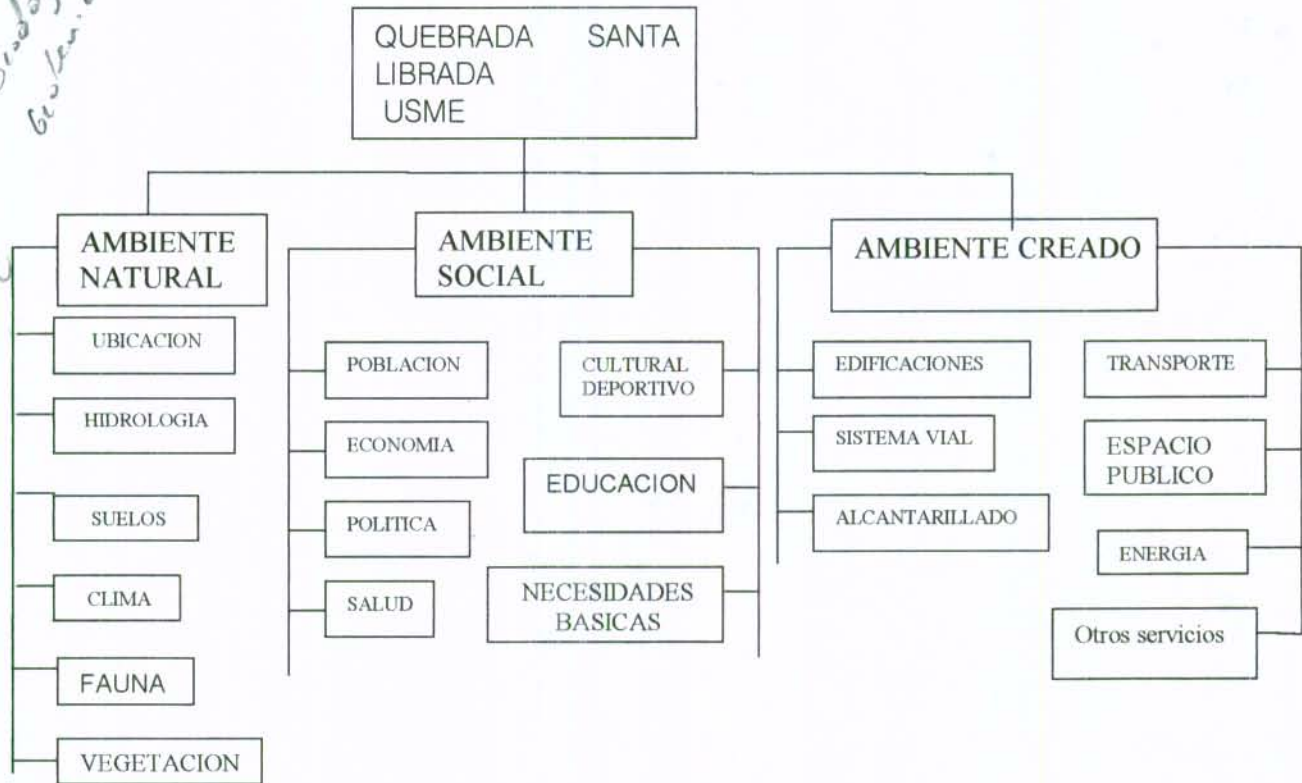 QUEBRADA SANTA
LIBRADA
USME
AMBIENTE
NATURAL
UBICACION
HIDROLOGIA
SUELOS
CLIMA
FAUNA
VEGETACION
AMBIENTE
SOCIAL
POBLACION
ECONOMIA
POLITICA
SALUD
CULTURAL
DEPORTIVO
EDUCACION
NECESIDADES
BASICAS
AMBIENTE CREADO
EDIFICACIONES
SISTEMA VIAL
ALCANTARILLADO
TRANSPORTE
ESPACIO
PUBLICO
ENERGIA
Otros servicios